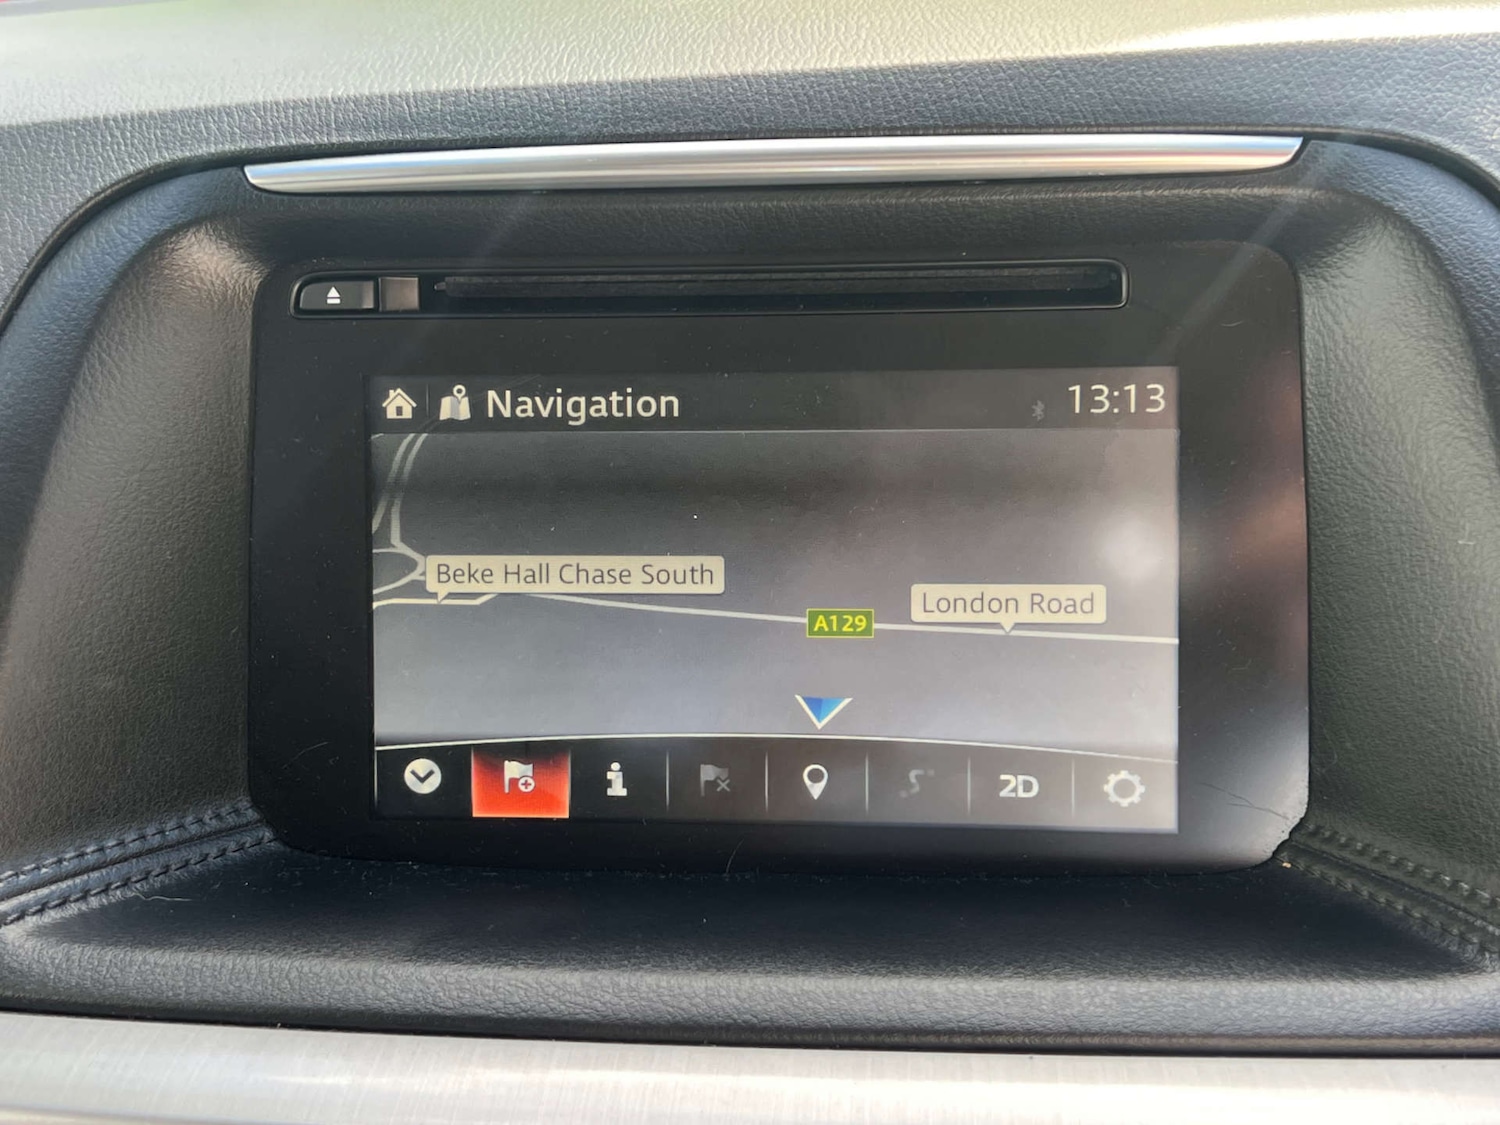 Navigation
13:13
Beke Hall Chase South
London Road
A129
2D